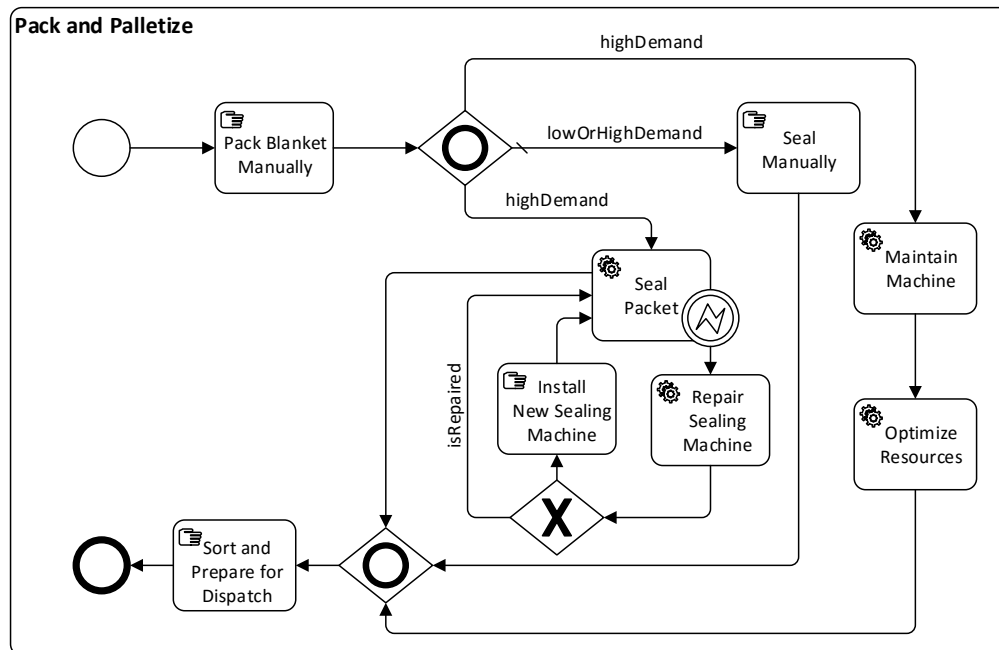 Pack and Palletize
highDemand
Pack Blanket
Manually
lowOrHighDemand
Seal
Manually
highDemand
Seal
Packet
Maintain
Machine
isRepaired
Install
New Sealing
Machine
Repair
Sealing
Machine
Optimize
Resources
X
Sort and
Prepare for
Dispatch